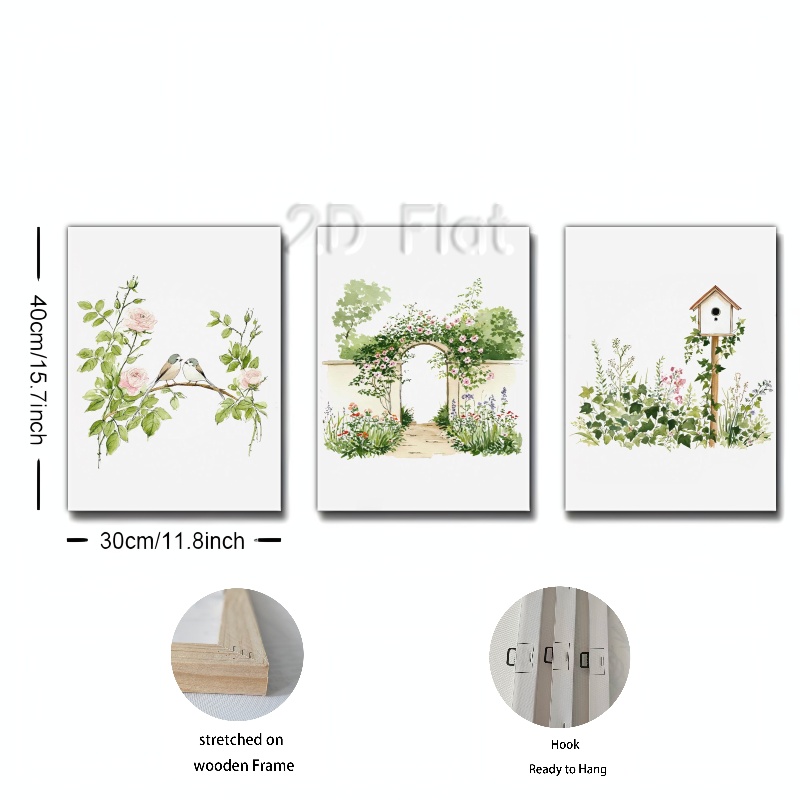 2D Flat
40cm/15.7inch
30cm/11.8inch
stretched on
wooden Frame
Hook
Ready to Hang